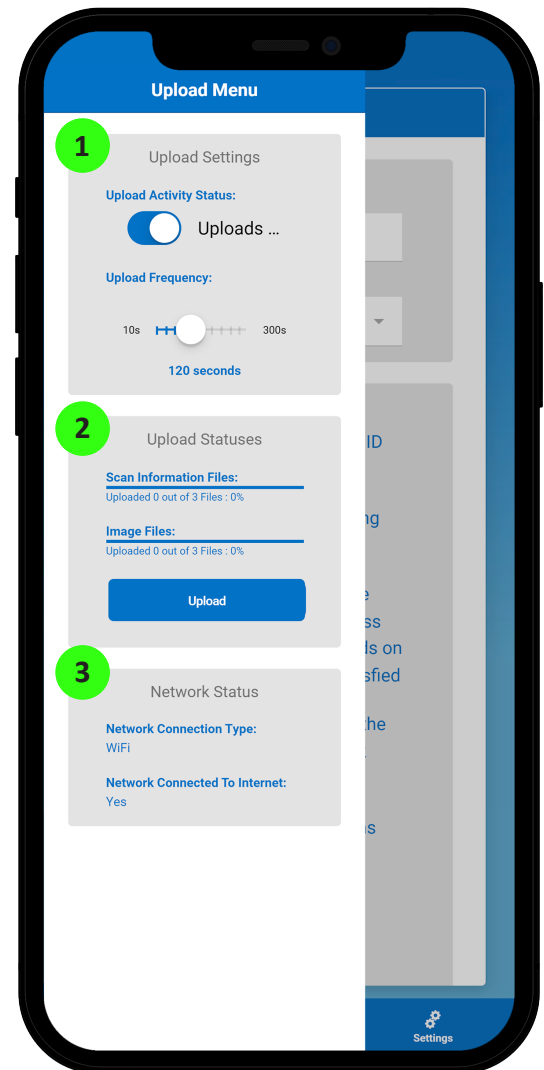 Upload Menu
1
Upload Settings
Upload Activity Status:
Uploads ...
Upload Frequency:
10s 300s
120 seconds
2
Upload Statuses
Scan Information Files:
Uploaded 0 out of 3 Files : 0%
Image Files:
Uploaded 0 out of 3 Files : 0%
Upload
3
Network Status
Network Connection Type:
WiFi
Network Connected To Internet:
Yes
ID
Settings